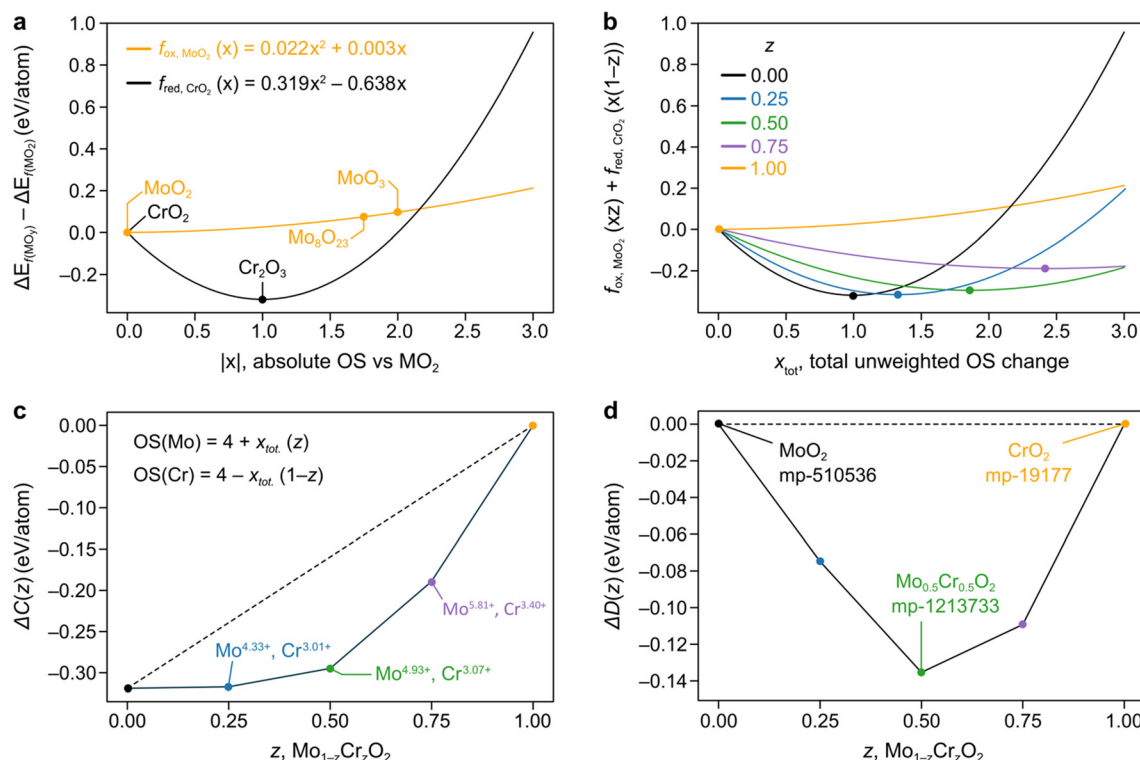 a
ΔE_f(MO_y) − ΔE_f(MO₂) (eV/atom)
1.0
0.8
0.6
0.4
0.2
0.0
–0.2
f_ox, MoO₂ (x) = 0.022x² + 0.003x
f_red, CrO₂ (x) = 0.319x² – 0.638x
MoO₂
CrO₂
Cr₂O₃
Mo₈O₂₃
MoO₃
0.0 0.5 1.0 1.5 2.0 2.5 3.0
|x|, absolute OS vs MO₂
b
f_ox, MoO₂ (xz) + f_red, CrO₂ (x(1–z))
1.0
0.8
0.6
0.4
0.2
0.0
–0.2
z
0.00
0.25
0.50
0.75
1.00
0.0 0.5 1.0 1.5 2.0 2.5 3.0
x_tot, total unweighted OS change
c
ΔC(z) (eV/atom)
0.00
–0.05
–0.10
–0.15
–0.20
–0.25
–0.30
OS(Mo) = 4 + x_tot. (z)
OS(Cr) = 4 – x_tot. (1–z)
Mo⁵·⁸¹⁺, Cr³·⁴⁰⁺
Mo⁴·³³⁺, Cr³·⁰¹⁺
Mo⁴·⁹³⁺, Cr³·⁰⁷⁺
0.00 0.25 0.50 0.75 1.00
z, Mo₁₋zCrzO₂
d
ΔD(z) (eV/atom)
0.00
–0.02
–0.04
–0.06
–0.08
–0.10
–0.12
–0.14
MoO₂
mp-510536
CrO₂
mp-19177
Mo₀.₅Cr₀.₅O₂
mp-1213733
0.00 0.25 0.50 0.75 1.00
z, Mo₁₋zCrzO₂